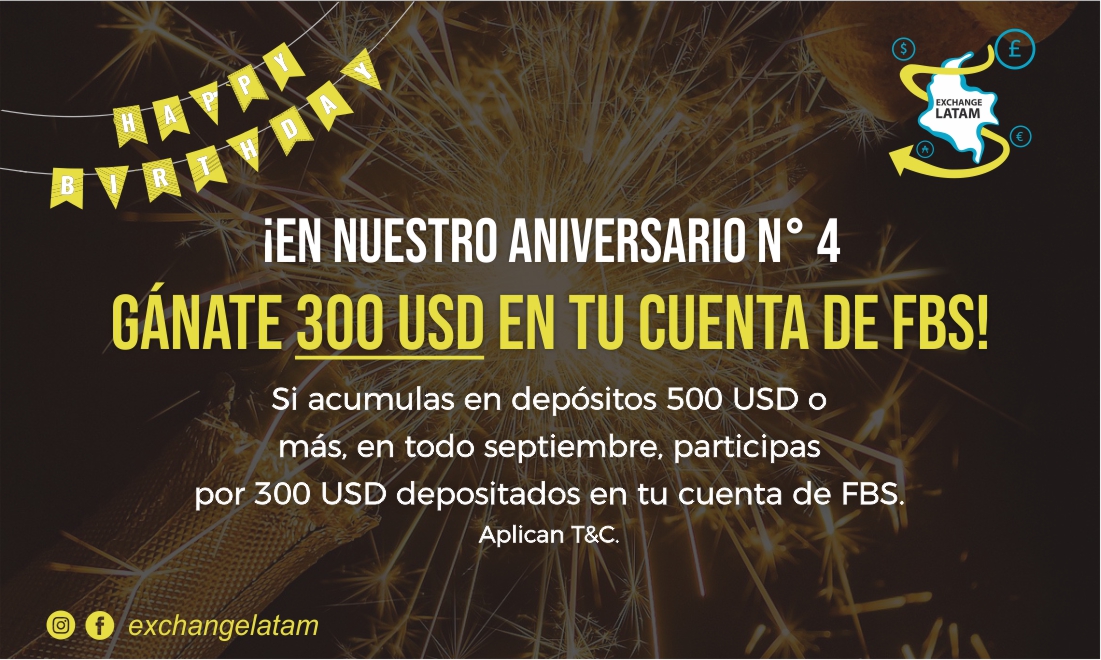 HAPPY
BIRTHDAY
$
£
EXCHANGE
LATAM
€
¡EN NUESTRO ANIVERSARIO N° 4
GÁNATE 300 USD EN TU CUENTA DE FBS!
Si acumulas en depósitos 500 USD o
más, en todo septiembre, participas
por 300 USD depositados en tu cuenta de FBS.
Aplican T&C.
exchangelatam